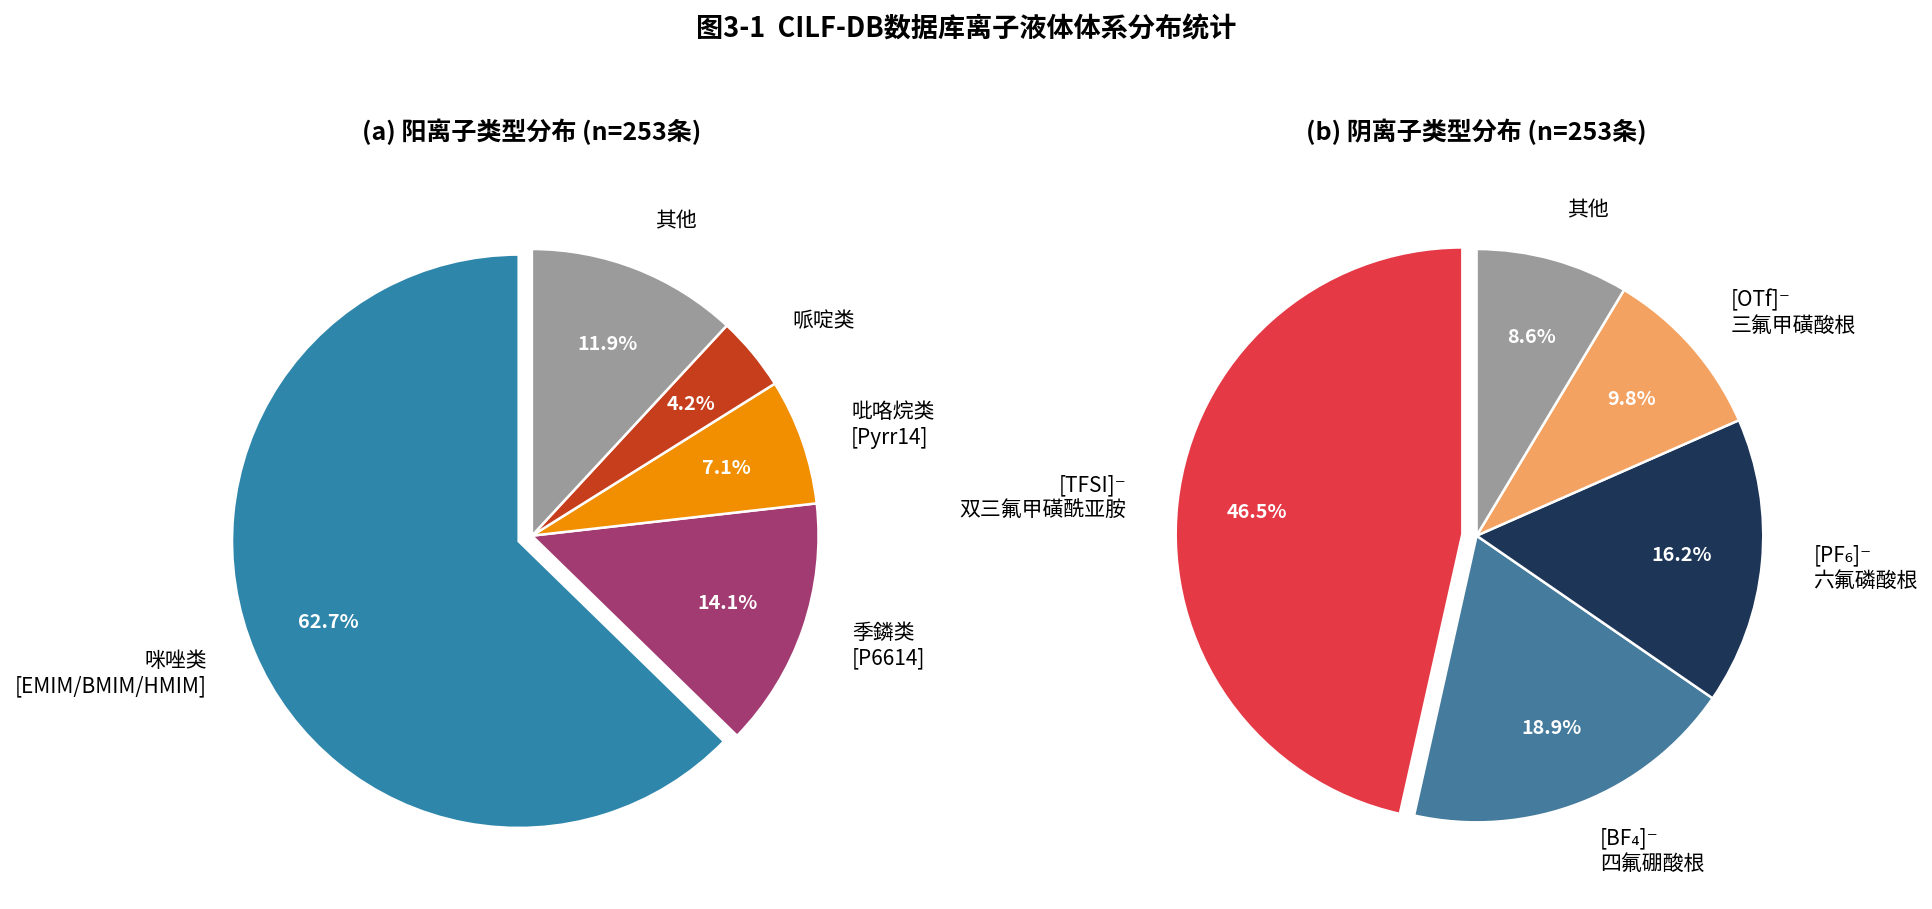 图3-1 CILF-DB数据库离子液体体系分布统计
(a) 阳离子类型分布 (n=253条)
其他
11.9%
哌啶类
4.2%
吡咯烷类
[Pyrr14]
7.1%
14.1%
季鏻类
[P6614]
62.7%
咪唑类
[EMIM/BMIM/HMIM]
(b) 阴离子类型分布 (n=253条)
其他
8.6%
[OTf]⁻
三氟甲磺酸根
9.8%
[TFSI]⁻
双三氟甲磺酰亚胺
46.5%
16.2%
[PF₆]⁻
六氟磷酸根
18.9%
[BF₄]⁻
四氟硼酸根